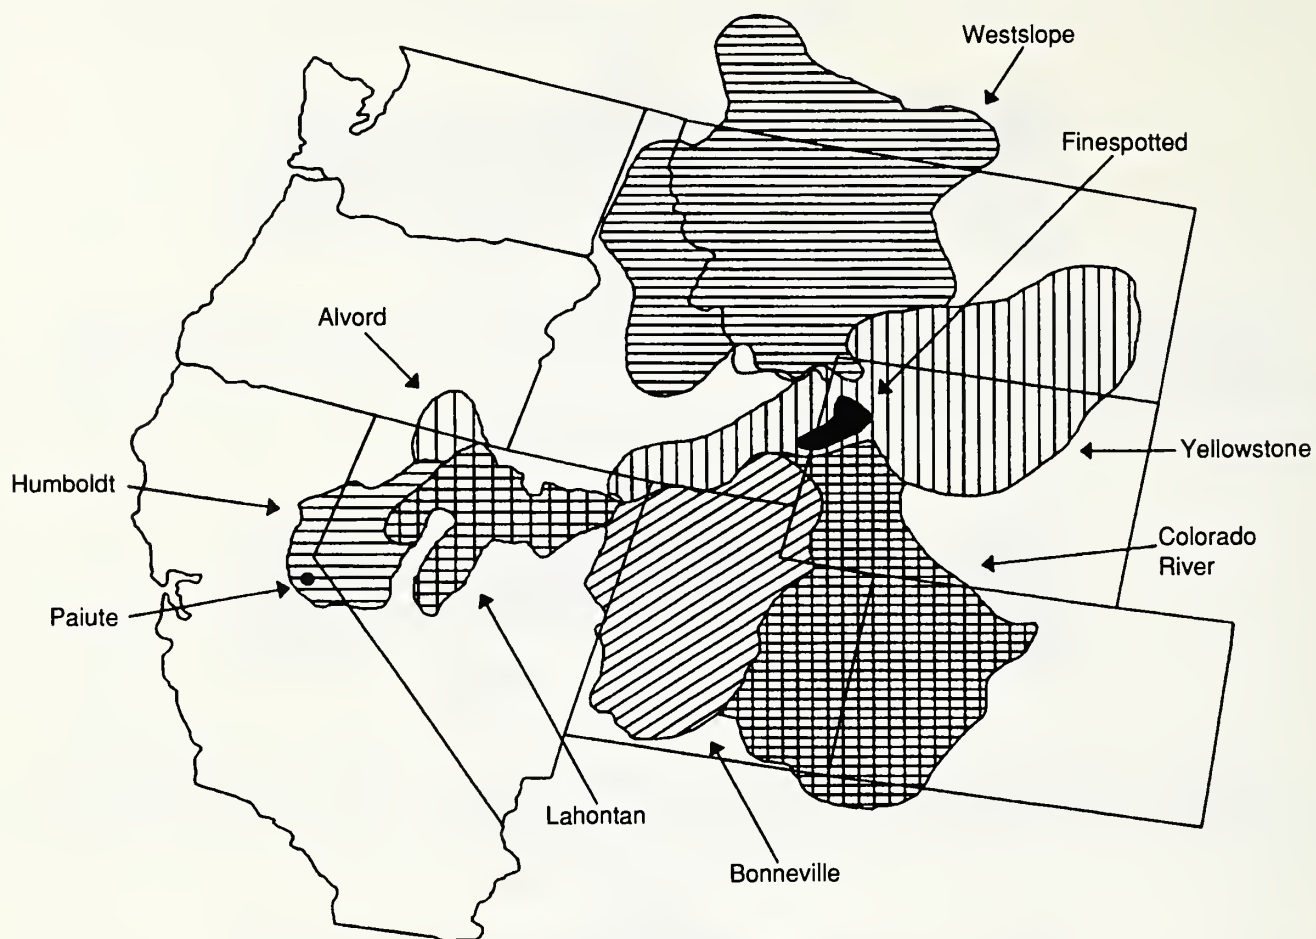 Westslope
Finespotted
Alvord
Humboldt
Yellowstone
Colorado
River
Paiute
Lahontan
Bonneville